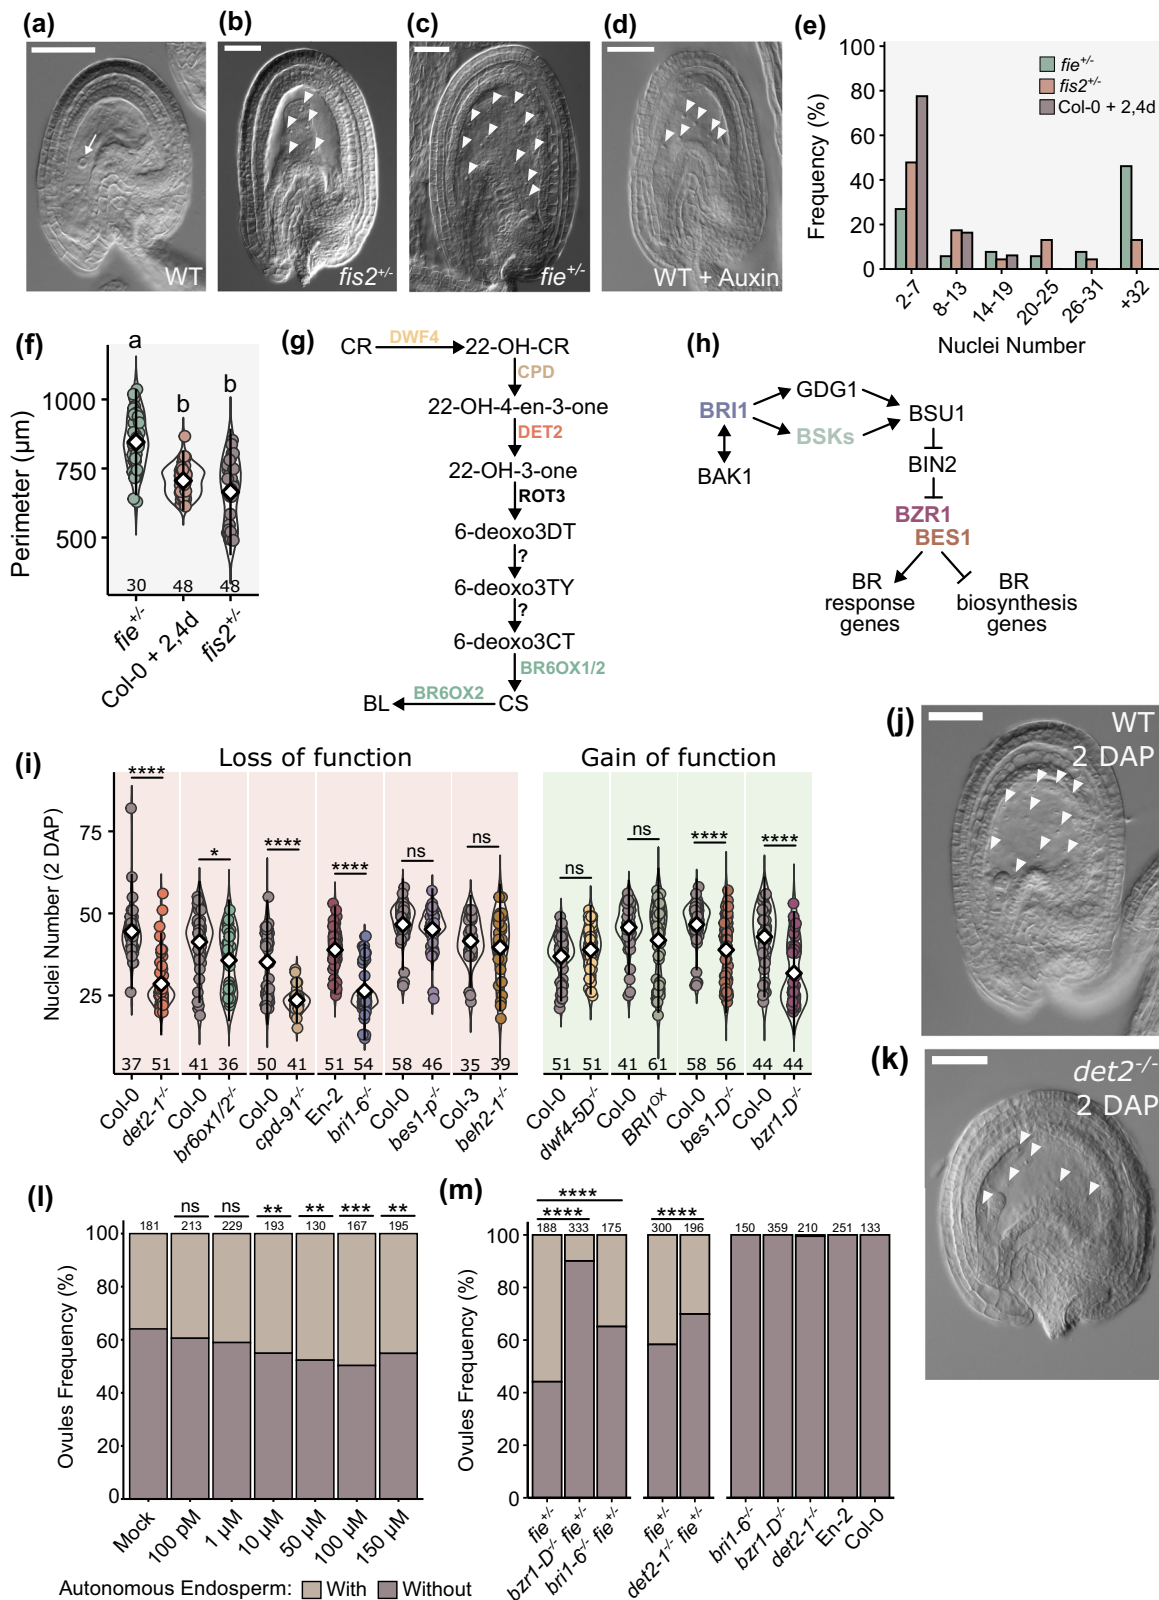 (a)
WT
(b)
fis2+/-
(c)
fie+/-
(d)
WT + Auxin
(e)
Frequency (%)
100
80
60
40
20
0
fie+/-
fis2+/-
Col-0 + 2,4d
2-7
8-13
14-19
20-25
26-31
+32
Nuclei Number
(f)
Perimeter (µm)
1000
750
500
a
b
b
30
48
48
fie+/-
Col-0 + 2,4d
fis2+/-
(g)
CR
DWF4
22-OH-CR
CPD
22-OH-4-en-3-one
DET2
22-OH-3-one
ROT3
6-deoxo3DT
?
6-deoxo3TY
?
6-deoxo3CT
BR6OX1/2
BL
BR6OX2
CS
(h)
GDG1
BRI1
BSU1
BSKs
BAK1
BIN2
BZR1
BES1
BR response genes
BR biosynthesis genes
(i)
Loss of function
Gain of function
Nuclei Number (2 DAP)
75
50
25
****
*
****
****
ns
ns
ns
ns
****
****
37
51
41
36
50
41
51
54
58
46
35
39
51
51
41
61
58
56
44
44
Col-0
det2-1-/-
Col-0
br6ox1/2-/-
Col-0
cpd-91-/-
En-2
bri1-6-/-
Col-0
bes1-p-/-
Col-3
beh2-1-/-
Col-0
dwf4-5D-/-
Col-0
BRI1OX
Col-0
bes1-D-/-
Col-0
bzr1-D-/-
(j)
WT
2 DAP
(k)
det2-/-
2 DAP
(l)
ns
ns
**
**
***
**
181
213
229
193
130
167
195
Ovules Frequency (%)
100
80
60
40
20
0
Mock
100 pM
1 µM
10 µM
50 µM
100 µM
150 µM
Autonomous Endosperm:
With
Without
(m)
****
****
****
188
333
175
300
196
150
359
210
251
133
Ovules Frequency (%)
100
80
60
40
20
0
fie+/-
bzr1-D-/- fie+/-
bri1-6-/- fie+/-
fie+/-
det2-1-/- fie+/-
bri1-6-/-
bzr1-D-/-
det2-1-/-
En-2
Col-0